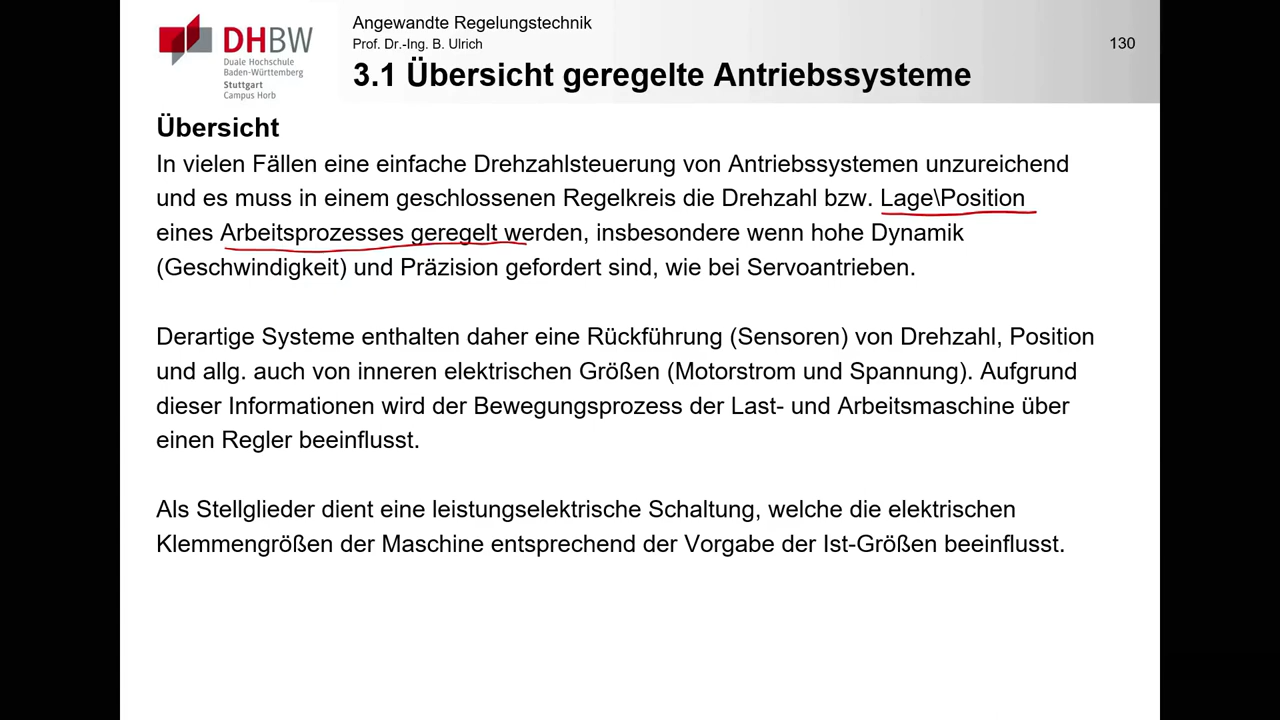 DHBW
Duale Hochschule
Baden-Württemberg
Stuttgart
Campus Horb
Angewandte Regelungstechnik
Prof. Dr.-Ing. B. Ulrich
130
3.1 Übersicht geregelte Antriebssysteme
Übersicht
In vielen Fällen eine einfache Drehzahlsteuerung von Antriebssystemen unzureichend
und es muss in einem geschlossenen Regelkreis die Drehzahl bzw. Lage\Position
eines Arbeitsprozesses geregelt werden, insbesondere wenn hohe Dynamik
(Geschwindigkeit) und Präzision gefordert sind, wie bei Servoantrieben.
Derartige Systeme enthalten daher eine Rückführung (Sensoren) von Drehzahl, Position
und allg. auch von inneren elektrischen Größen (Motorstrom und Spannung). Aufgrund
dieser Informationen wird der Bewegungsprozess der Last- und Arbeitsmaschine über
einen Regler beeinflusst.
Als Stellglieder dient eine leistungselektrische Schaltung, welche die elektrischen
Klemmengrößen der Maschine entsprechend der Vorgabe der Ist-Größen beeinflusst.